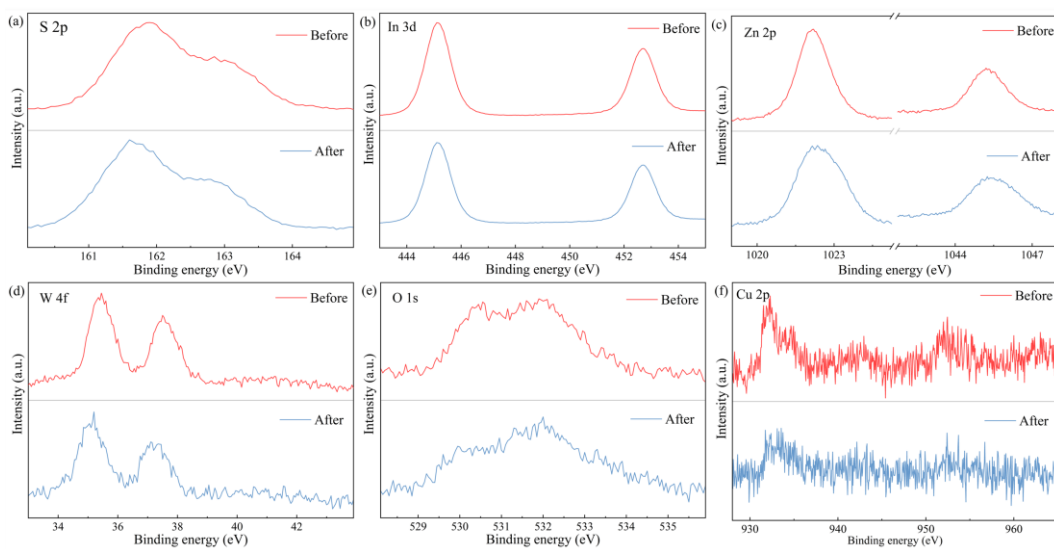 (a)
S 2p
Before
After
Intensity (a.u.)
161 162 163 164
Binding energy (eV)
(b)
In 3d
Before
After
Intensity (a.u.)
444 446 448 450 452 454
Binding energy (eV)
(c)
Zn 2p
Before
After
Intensity (a.u.)
1020 1023 1044 1047
Binding energy (eV)
(d)
W 4f
Before
After
Intensity (a.u.)
34 36 38 40 42
Binding energy (eV)
(e)
O 1s
Before
After
Intensity (a.u.)
529 530 531 532 533 534 535
Binding energy (eV)
(f)
Cu 2p
Before
After
Intensity (a.u.)
930 940 950 960
Binding energy (eV)